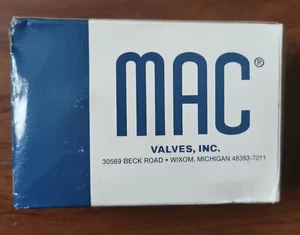 MAC®
VALVES, INC.
30569 BECK ROAD • WIXOM, MICHIGAN 48393-7011